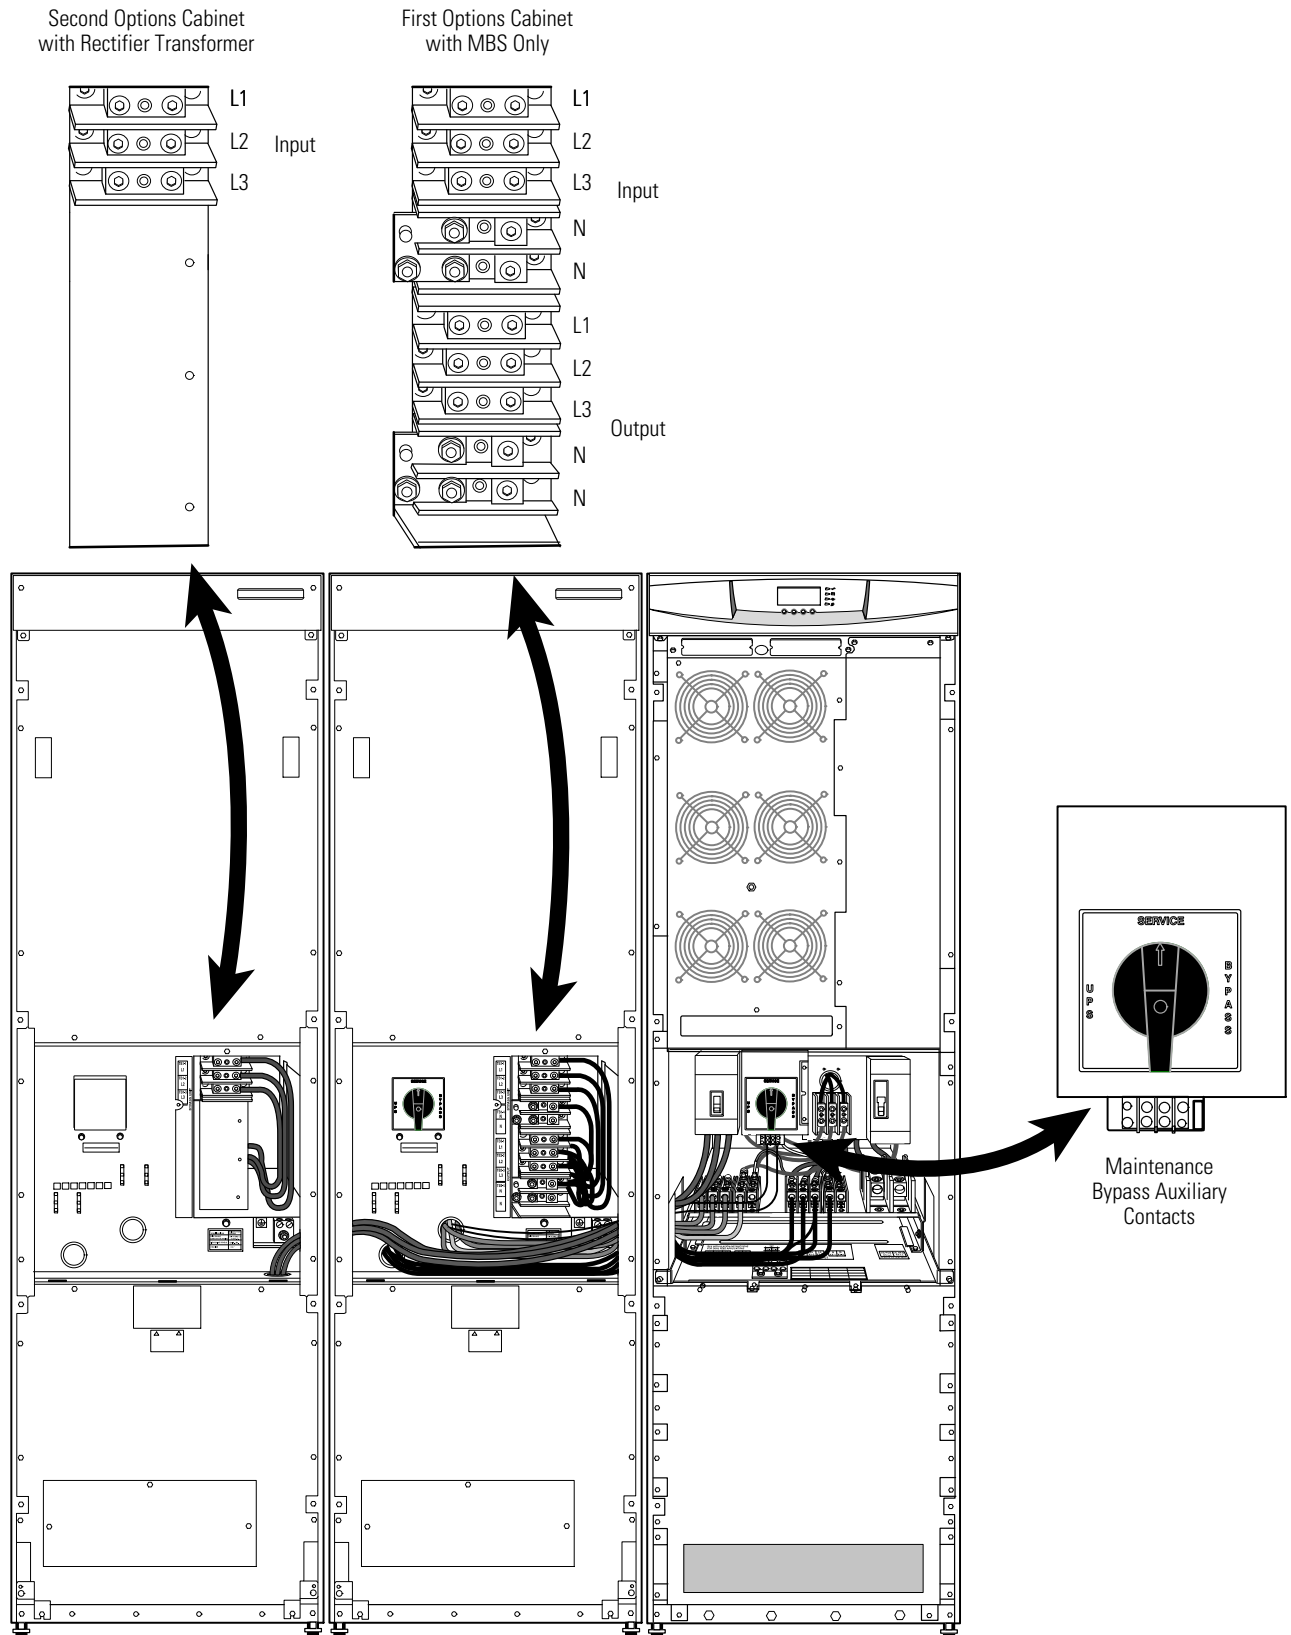 Second Options Cabinet
with Rectifier Transformer
First Options Cabinet
with MBS Only
L1
L2
Input
L3
L1
L2
L3
Input
N
N
L1
L2
L3
Output
N
N
SERVICE
UPS
BYPASS
Maintenance
Bypass Auxiliary
Contacts